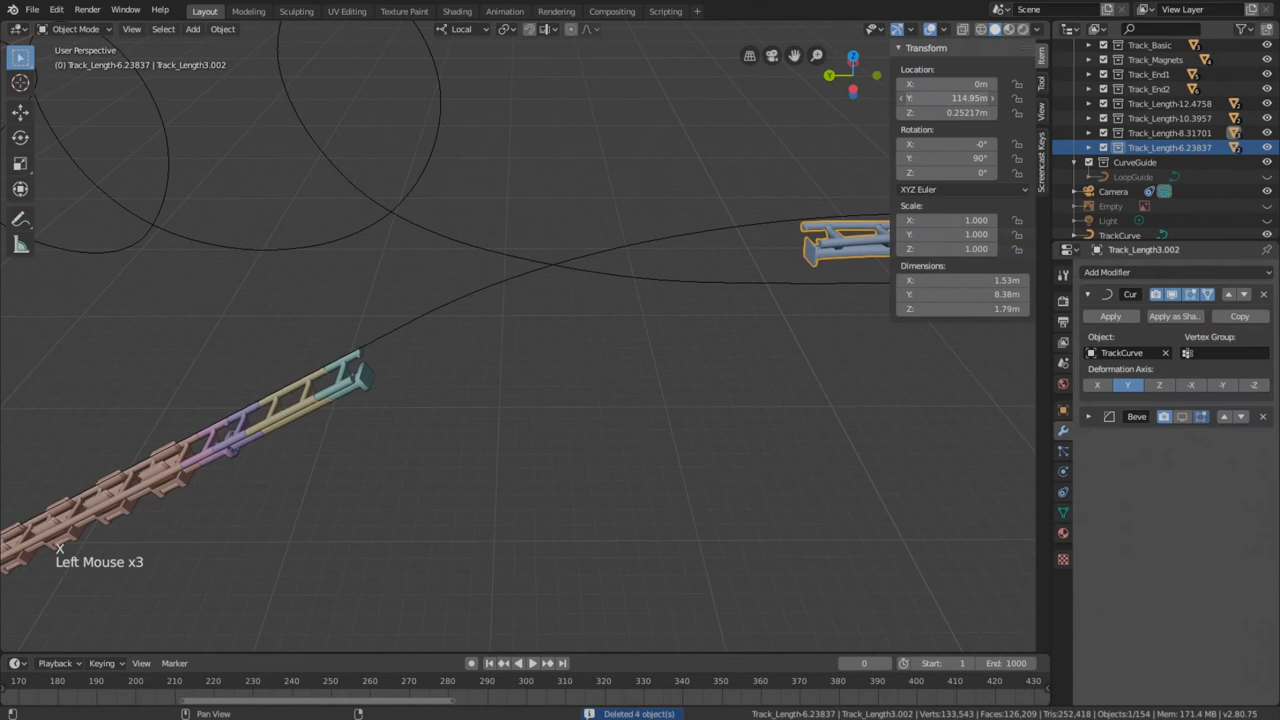 File Edit Render Window Help Layout Modeling Sculpting UV Editing Texture Paint Shading Animation Rendering Compositing Scripting + Scene View Layer
Object Mode View Select Add Object Local
User Perspective
(0) Track_Length-6.23837 | Track_Length3.002
Z
Y
Transform
Location:
X: 0m
Y: 114.95m
Z: 0.25217m
Rotation:
X: -0°
Y: 90°
Z: 0°
XYZ Euler
Scale:
X: 1.000
Y: 1.000
Z: 1.000
Dimensions:
X: 1.53m
Y: 8.38m
Z: 1.79m
Item
Tool
View
Screencast Keys
Track_Basic
Track_Magnets
Track_End1
Track_End2
Track_Length-12.4758
Track_Length-10.3957
Track_Length-8.31701
Track_Length-6.23837
CurveGuide
LoopGuide
Camera
Empty
Light
TrackCurve
Track_Length3.002
Add Modifier
Cur
Apply Apply as Sha.. Copy
Object: Vertex Group:
TrackCurve
Deformation Axis:
X Y Z -X -Y -Z
Beve
X
Left Mouse x3
Playback Keying View Marker 0 Start: 1 End: 1000
170 180 190 200 210 220 230 240 250 260 270 280 290 300 310 320 330 340 350 360 370 380 390 400 410 420 430
Pan View Deleted 4 object(s) Track_Length-6.23837 | Track_Length3.002 | Verts:133,543 | Faces:126,209 | Tris:252,418 | Objects:1/154 | Mem: 171.4 MB | v2.80.75